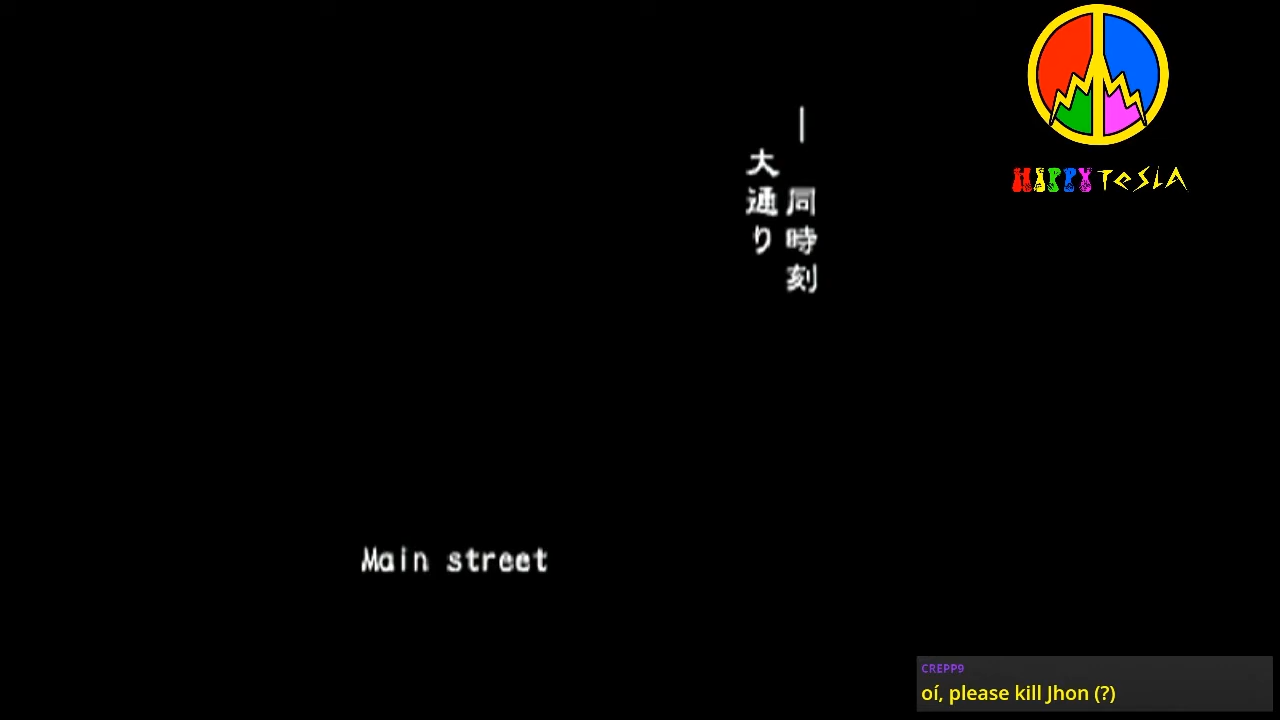 HAPPYTESLA
―同時刻
大通り
Main street
CREPP9
oí, please kill Jhon (?)